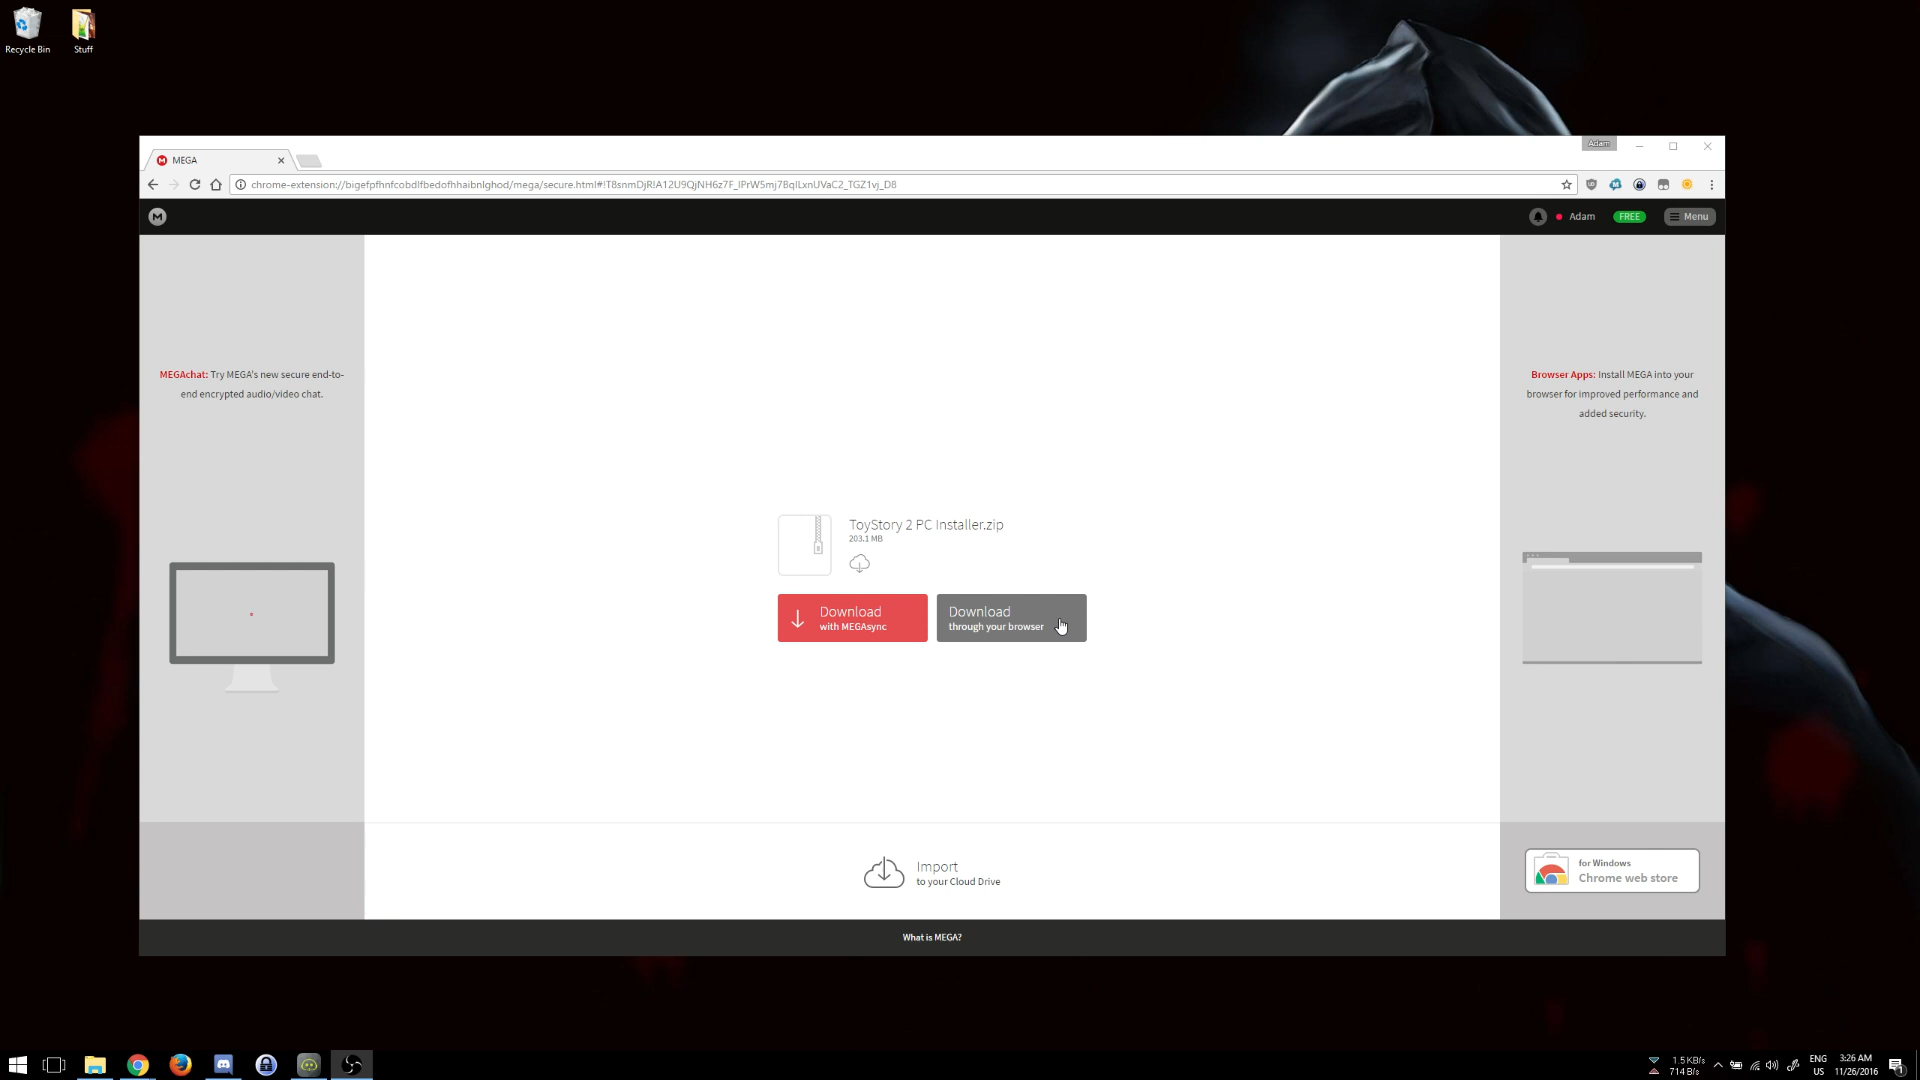 Recycle Bin
Stuff
Adam
MEGA
chrome-extension://bigefpfhnfcobdlfbedofhhaibnlghod/mega/secure.html#!T8snmDjR!A12U9QjNH6z7F_lPrW5mj7BqlLxnUVaC2_TGZ1vj_D8
Adam
FREE
Menu
MEGAchat: Try MEGA's new secure end-to-
end encrypted audio/video chat.
Browser Apps: Install MEGA into your
browser for improved performance and
added security.
ToyStory 2 PC Installer.zip
203.1 MB
Download
with MEGAsync
Download
through your browser
Import
to your Cloud Drive
for Windows
Chrome web store
What is MEGA?
1.5 KB/s
714 B/s
ENG
US
3:26 AM
11/26/2016